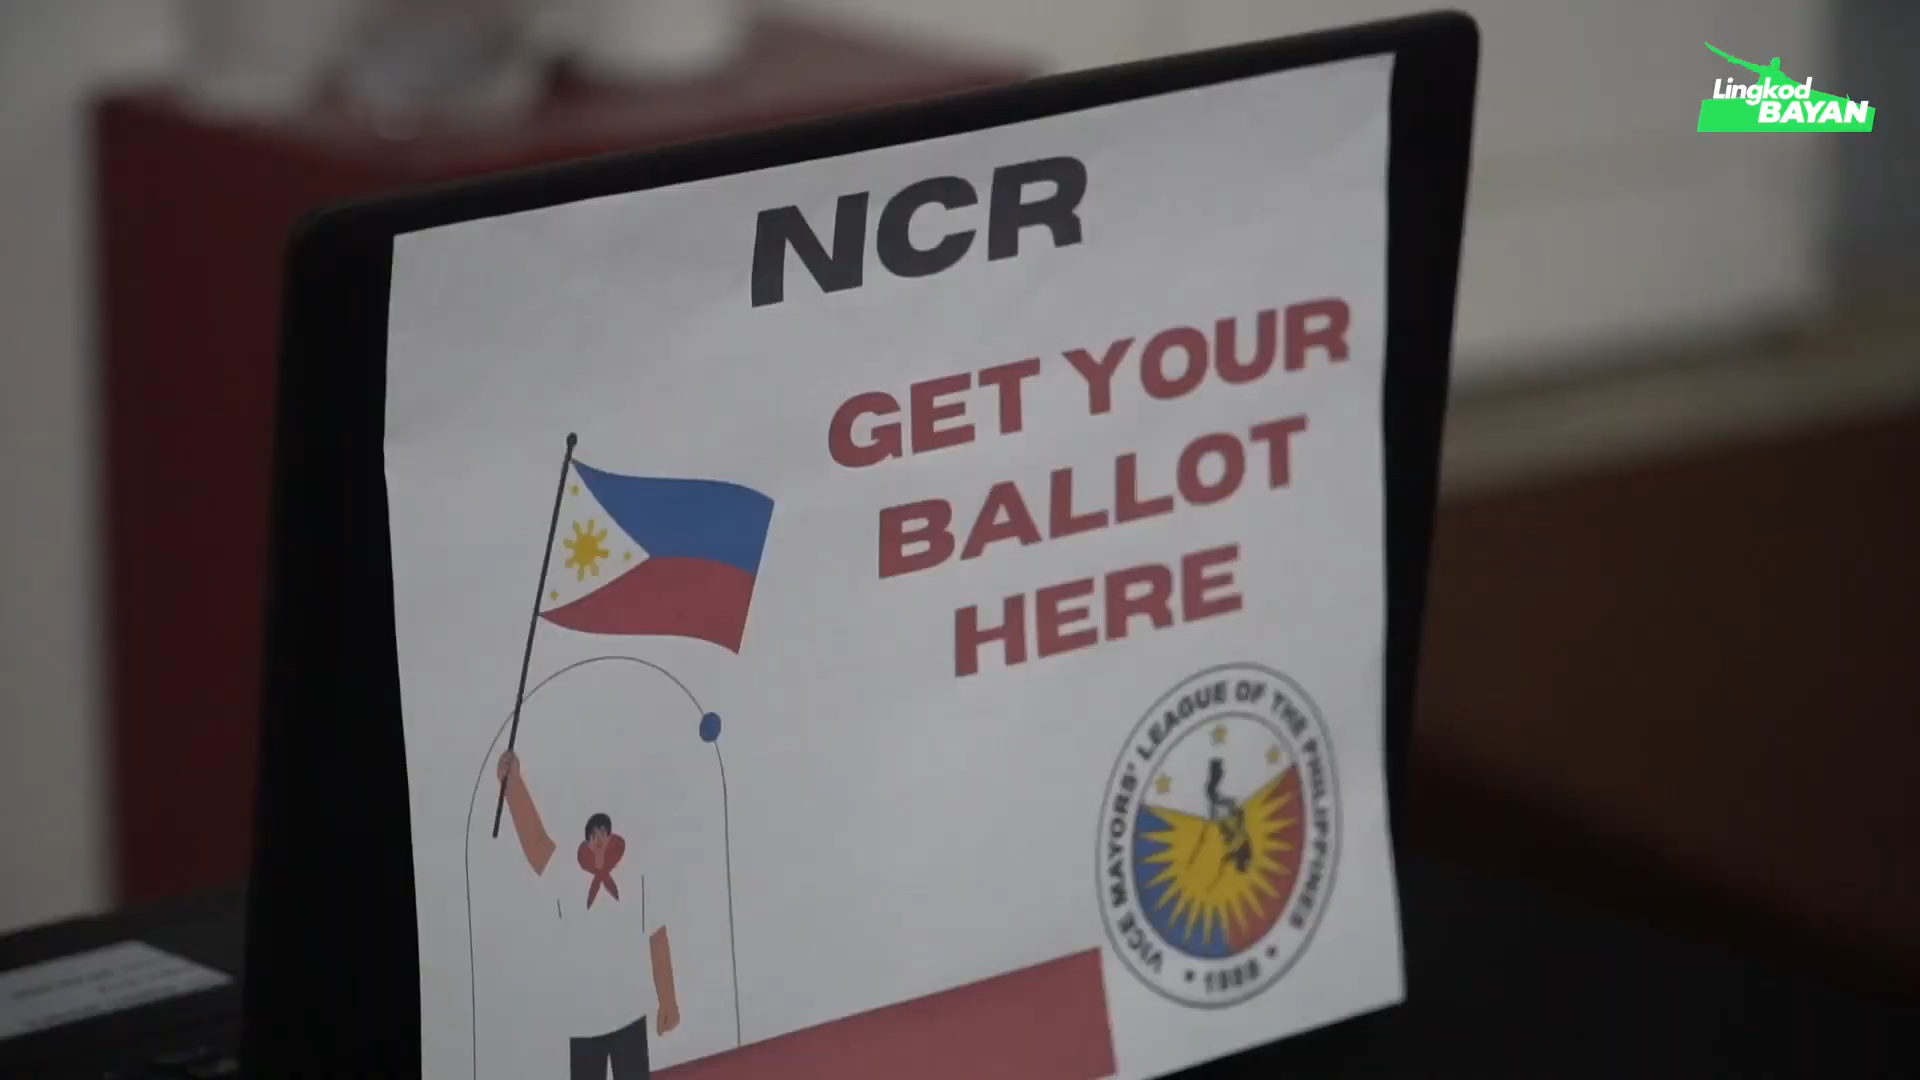 Lingkod
BAYAN
NCR
GET YOUR
BALLOT
HERE
VICE MAYORS' LEAGUE OF THE PHILIPPINES
• 1988 •